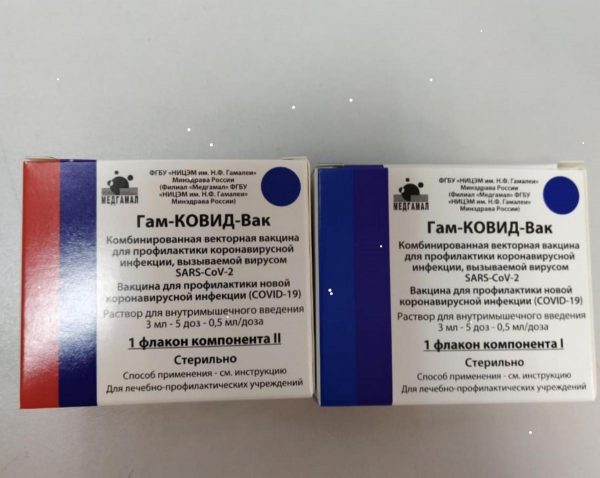 МЕДГАМАЛ
ФГБУ «НИЦЭМ им. Н.Ф. Гамалеи»
Минздрава России
(Филиал «Медгамал» ФГБУ
«НИЦЭМ им. Н.Ф. Гамалеи»
Минздрава России)
Гам-КОВИД-Вак
Комбинированная векторная вакцина
для профилактики коронавирусной
инфекции, вызываемой вирусом
SARS-CoV-2
Вакцина для профилактики новой
коронавирусной инфекции (COVID-19)
Раствор для внутримышечного введения
3 мл - 5 доз - 0,5 мл/доза
1 флакон компонента II
Стерильно
Способ применения - см. инструкцию
Для лечебно-профилактических учреждений
МЕДГАМАЛ
ФГБУ «НИЦЭМ им. Н.Ф. Гамалеи»
Минздрава России
(Филиал «Медгамал» ФГБУ
«НИЦЭМ им. Н.Ф. Гамалеи»
Минздрава России)
Гам-КОВИД-Вак
Комбинированная векторная вакцина
для профилактики коронавирусной
инфекции, вызываемой вирусом
SARS-CoV-2
Вакцина для профилактики новой
коронавирусной инфекции (COVID-19)
Раствор для внутримышечного введения
3 мл - 5 доз - 0,5 мл/доза
1 флакон компонента I
Стерильно
Способ применения - см. инструкцию
Для лечебно-профилактических учреждений